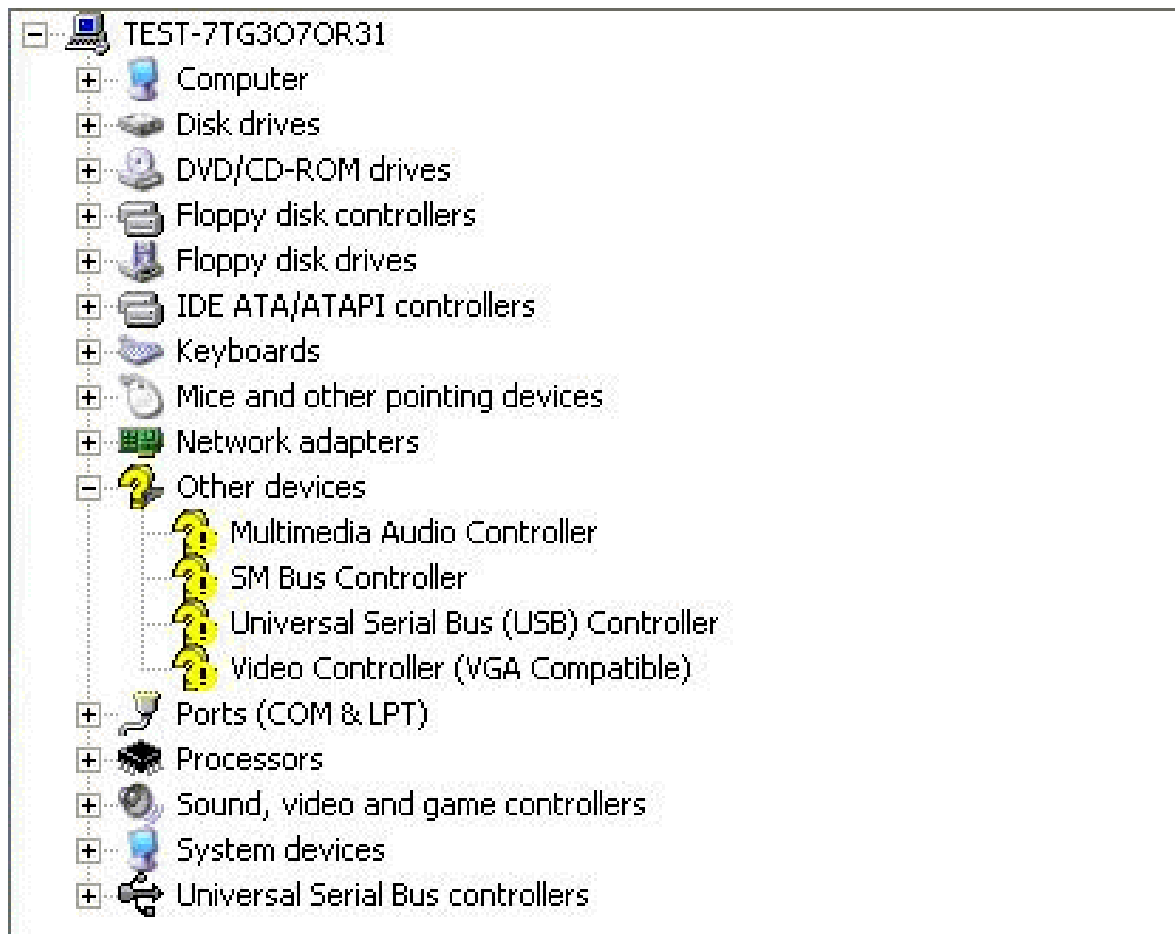 TEST-7TG3O7OR31
Computer
Disk drives
DVD/CD-ROM drives
Floppy disk controllers
Floppy disk drives
IDE ATA/ATAPI controllers
Keyboards
Mice and other pointing devices
Network adapters
Other devices
Multimedia Audio Controller
SM Bus Controller
Universal Serial Bus (USB) Controller
Video Controller (VGA Compatible)
Ports (COM & LPT)
Processors
Sound, video and game controllers
System devices
Universal Serial Bus controllers